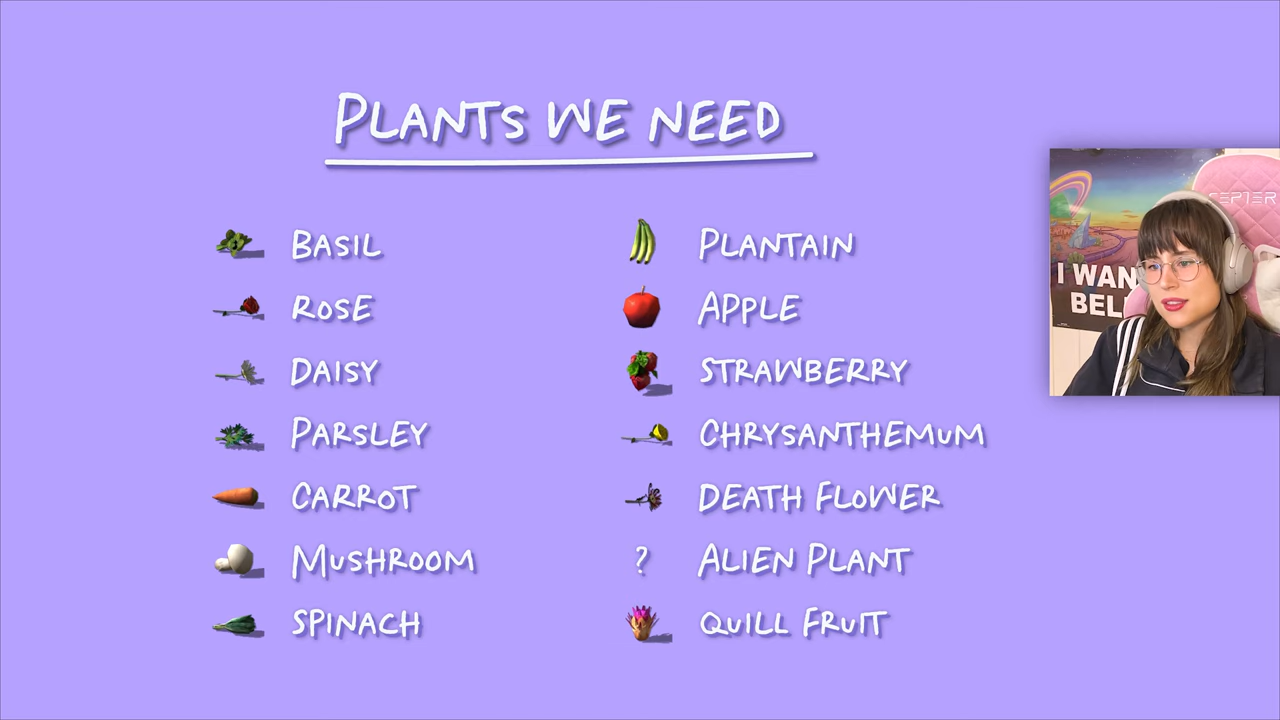 PLANTS WE NEED
BASIL
ROSE
DAISY
PARSLEY
CARROT
MUSHROOM
SPINACH
PLANTAIN
APPLE
STRAWBERRY
CHRYSANTHEMUM
DEATH FLOWER
? ALIEN PLANT
QUILL FRUIT
I WAN
BEL